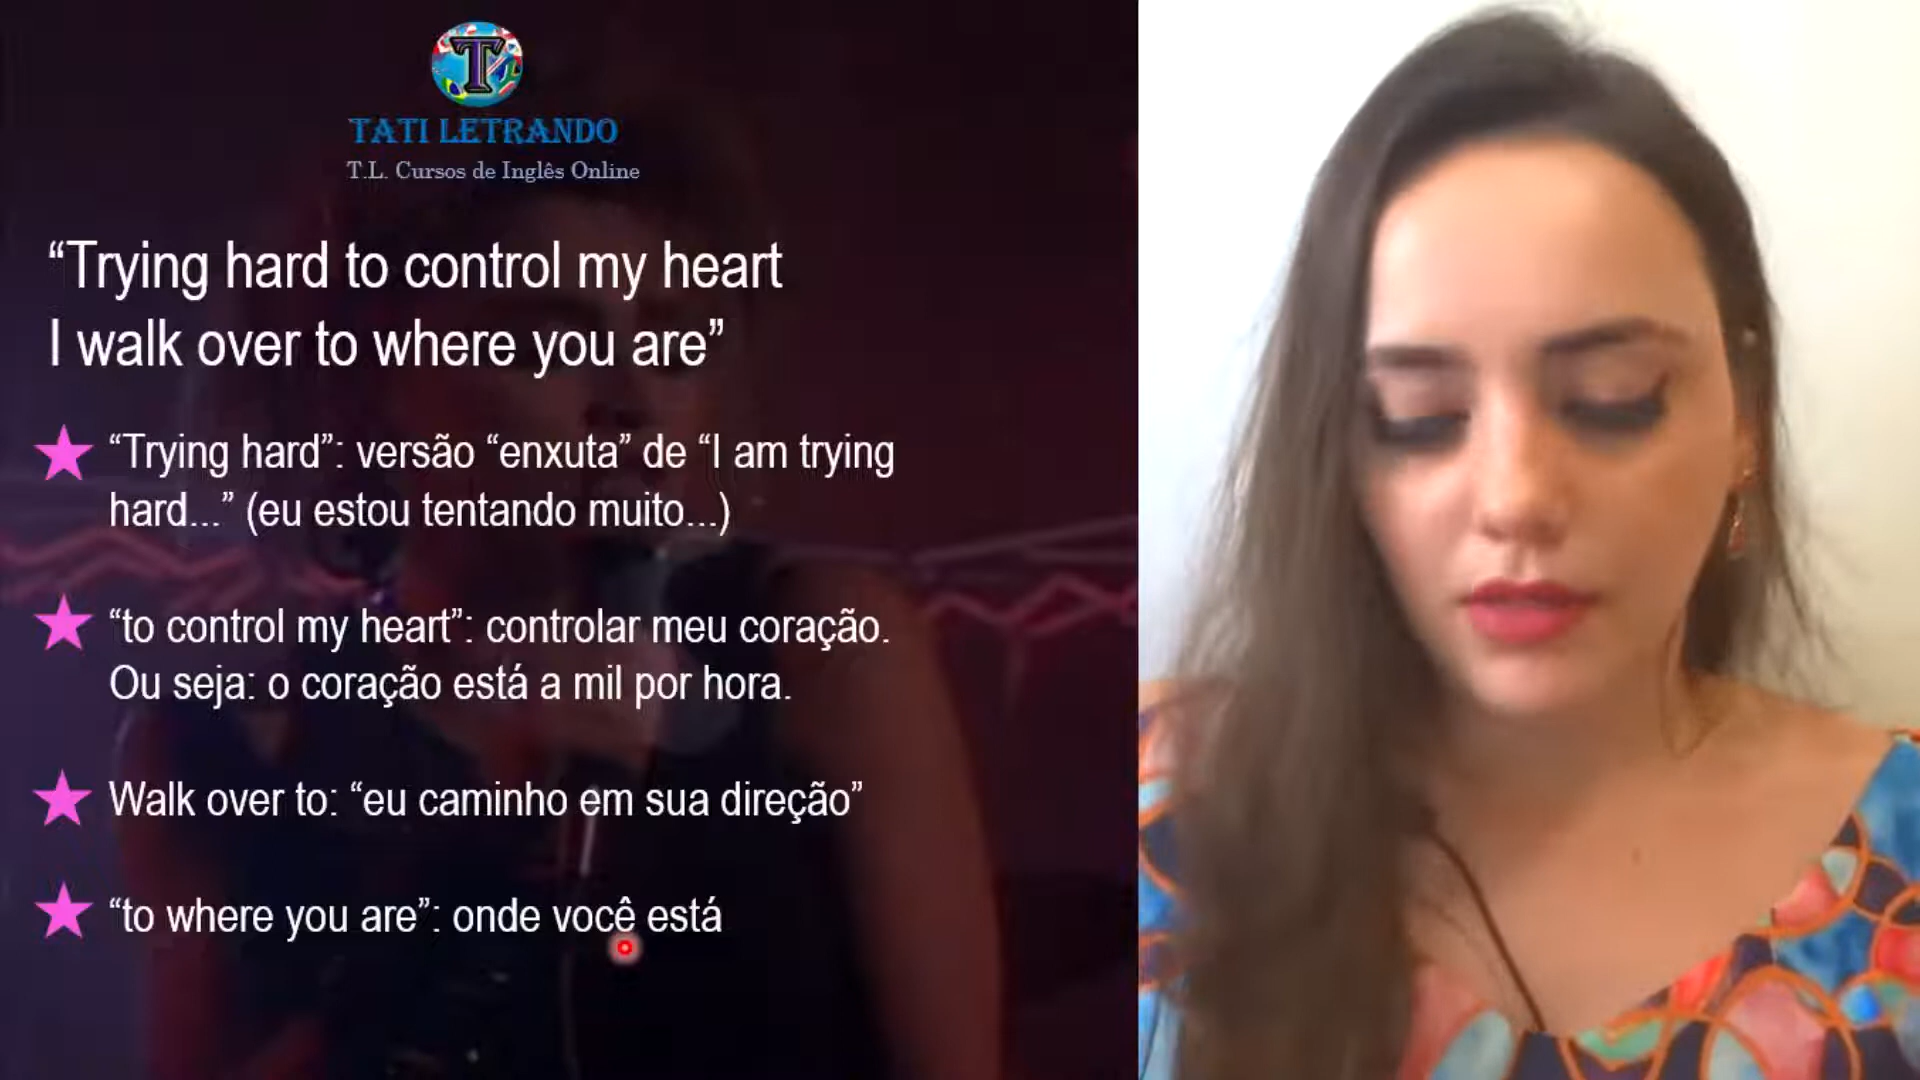 T
TATI LETRANDO
T.L. Cursos de Inglês Online
“Trying hard to control my heart
I walk over to where you are”
“Trying hard”: versão “enxuta” de “I am trying
hard...” (eu estou tentando muito...)
“to control my heart”: controlar meu coração.
Ou seja: o coração está a mil por hora.
Walk over to: “eu caminho em sua direção”
“to where you are”: onde você está